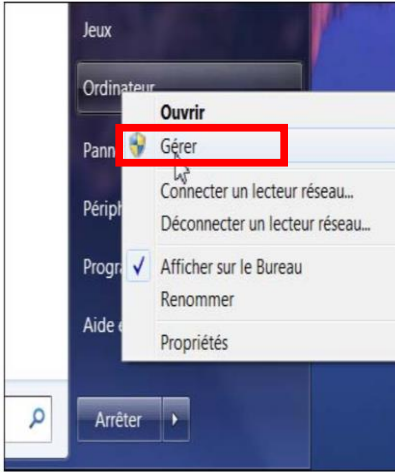 Jeux
Ordinateur
Ouvrir
Gérer
Connecter un lecteur réseau...
Déconnecter un lecteur réseau...
Afficher sur le Bureau
Renommer
Propriétés
Arrêter